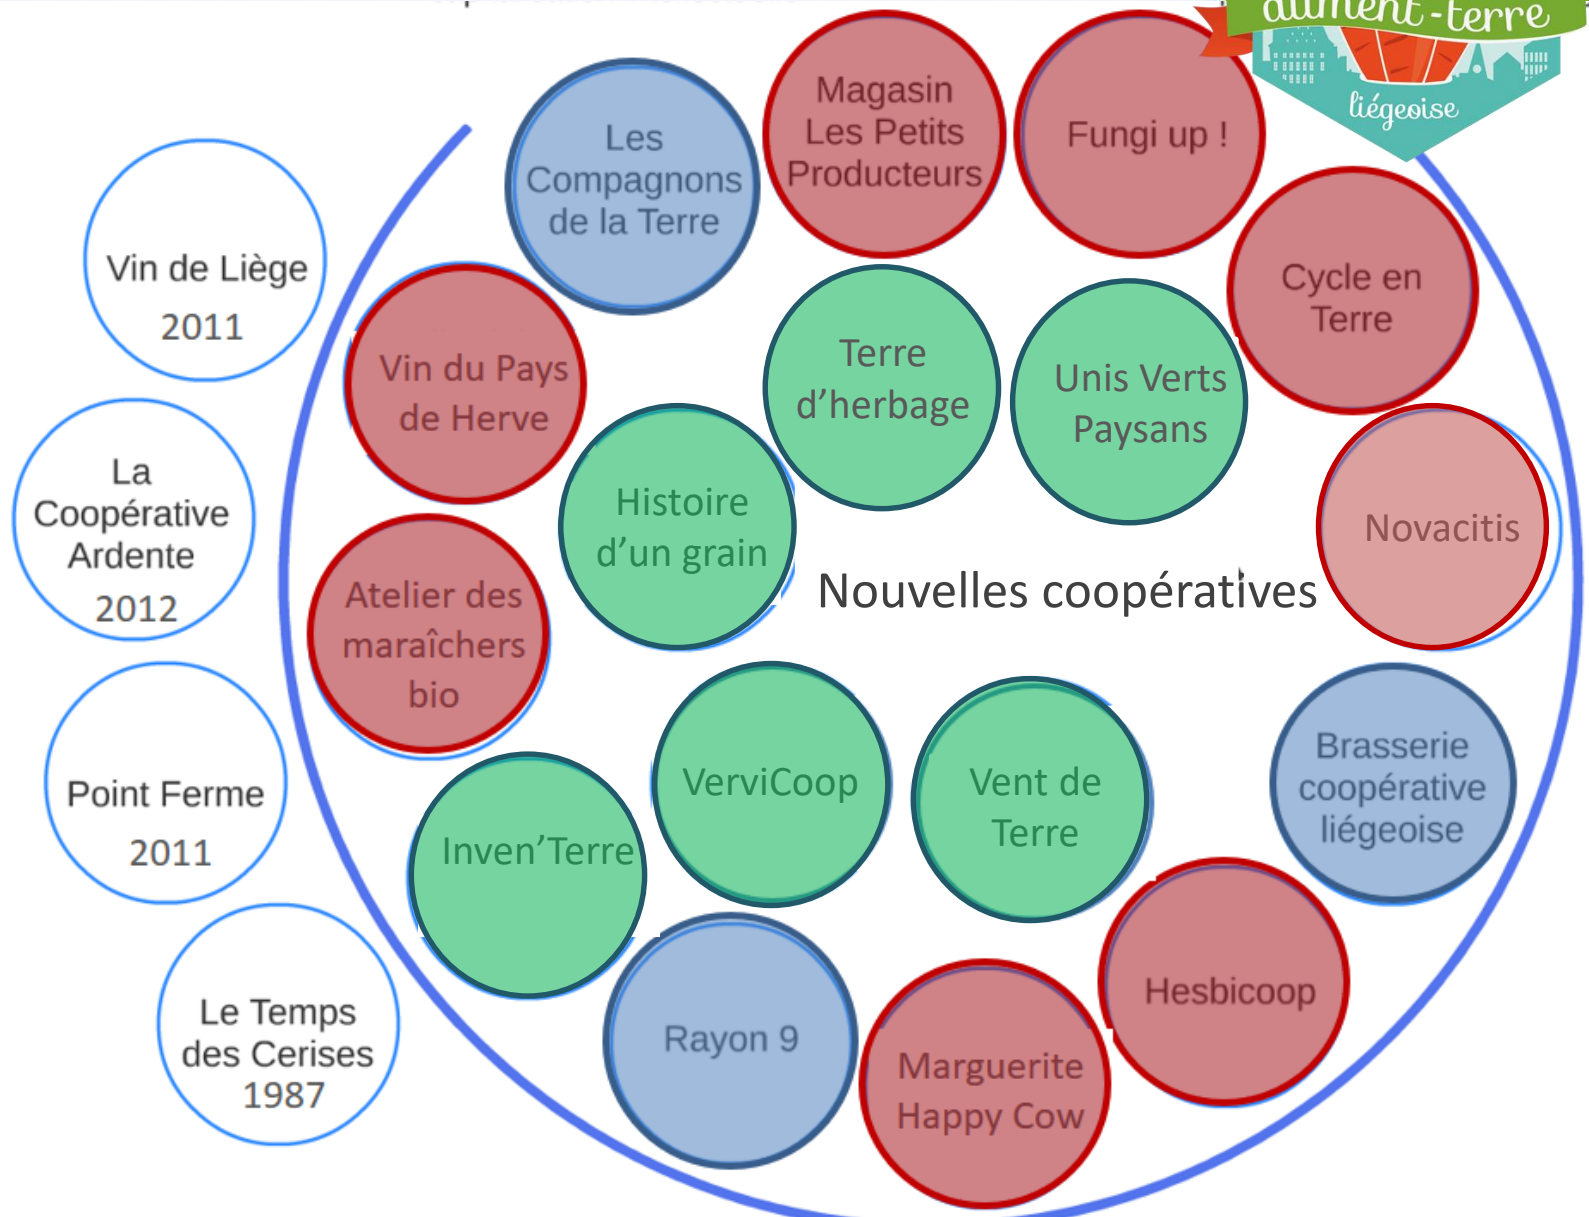 aliment-terre
liégeoise
Les
Compagnons
de la Terre
Magasin
Les Petits
Producteurs
Fungi up !
Cycle en
Terre
Vin de Liège
2011
Vin du Pays
de Herve
Terre
d’herbage
Unis Verts
Paysans
La
Coopérative
Ardente
2012
Histoire
d’un grain
Novacitis
Nouvelles coopératives
Atelier des
maraîchers
bio
Point Ferme
2011
Inven’Terre
VerviCoop
Vent de
Terre
Brasserie
coopérative
liégeoise
Le Temps
des Cerises
1987
Rayon 9
Marguerite
Happy Cow
Hesbicoop